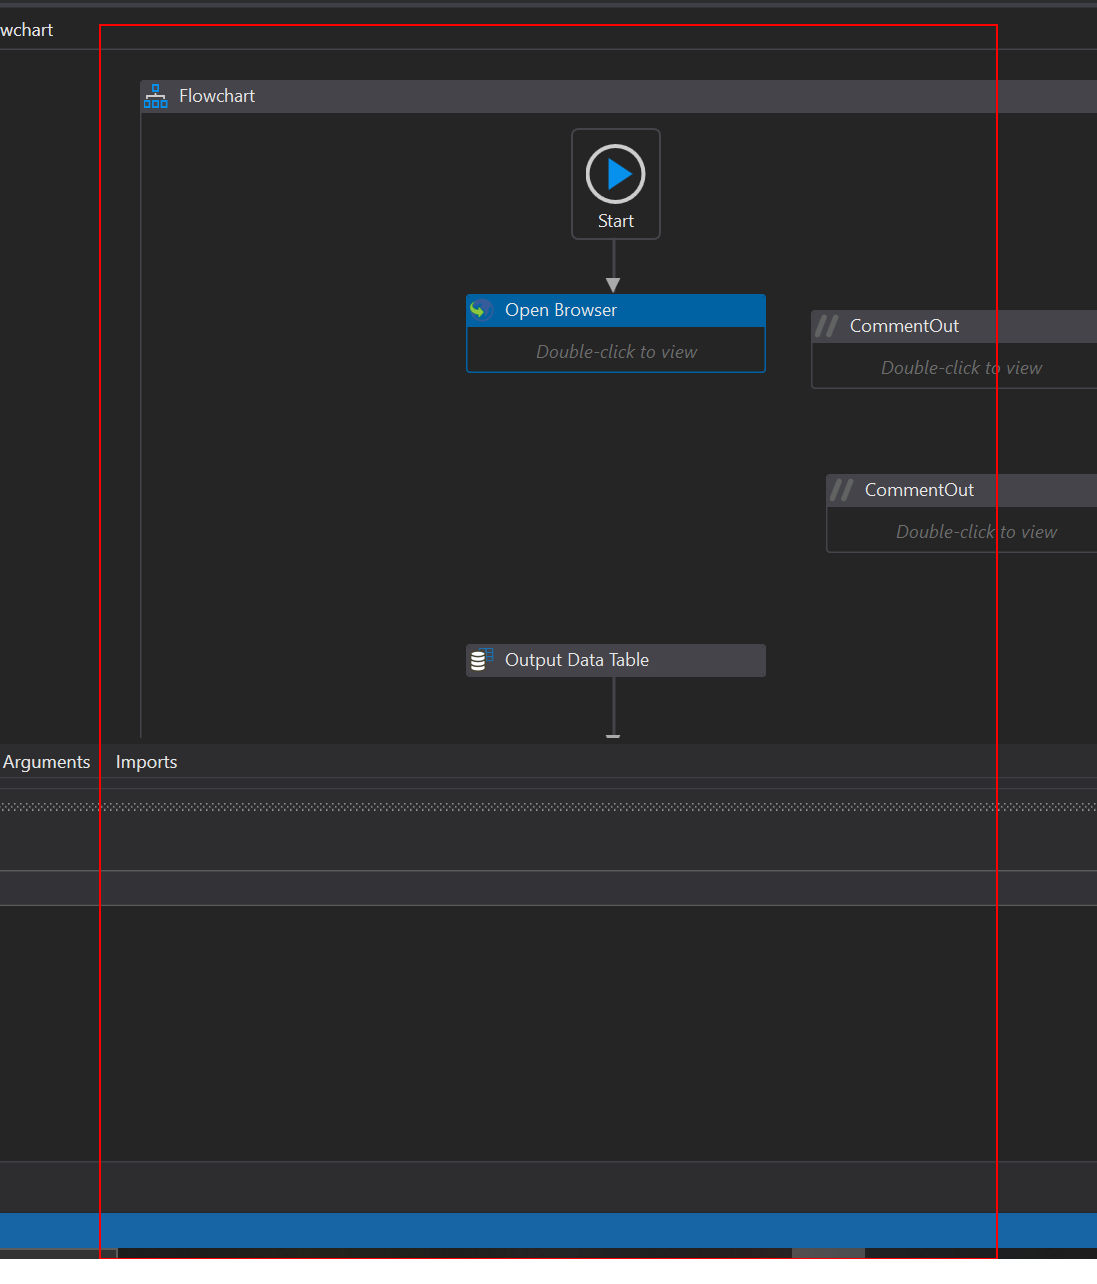 wchart
Flowchart
Start
Open Browser
Double-click to view
CommentOut
Double-click to view
CommentOut
Double-click to view
Output Data Table
Arguments
Imports